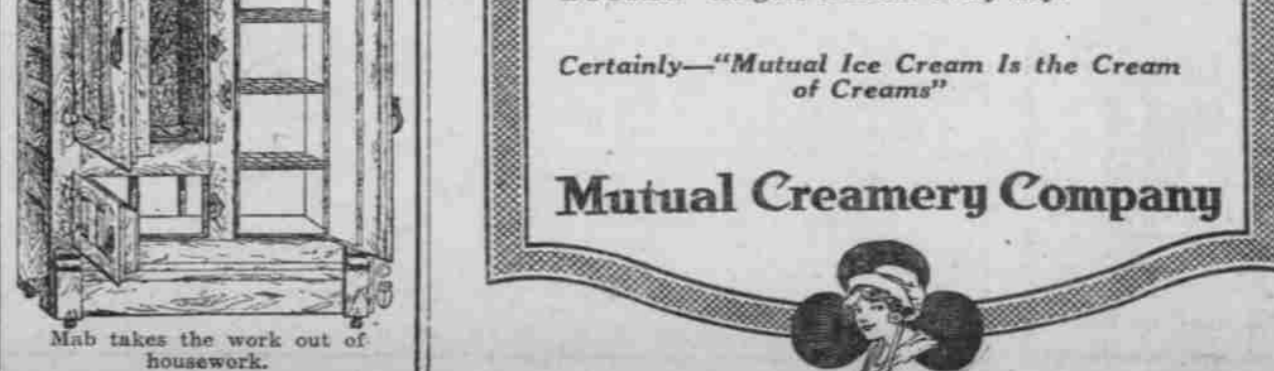 Mab takes the work out of
housework.
Certainly—"Mutual Ice Cream Is the Cream
of Creams"
Mutual Creamery Company